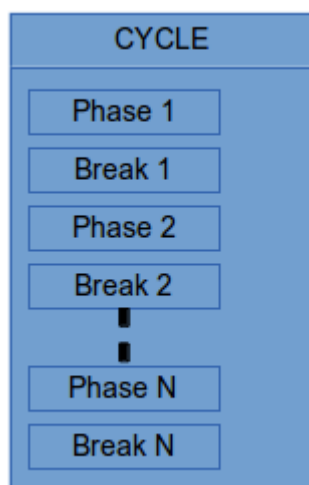 CYCLE
Phase 1
Break 1
Phase 2
Break 2
Phase N
Break N